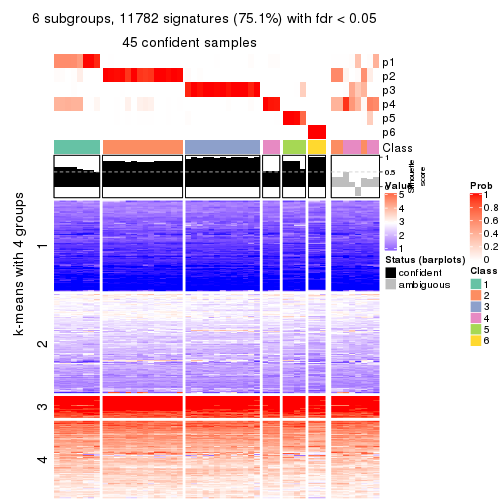 6 subgroups, 11782 signatures (75.1%) with fdr < 0.05
45 confident samples
p1
p2
p3
p4
p5
p6
Class
1
0.5
0
Silhouette
score
k-means with 4 groups
1
2
3
4
Value
5
4
3
2
1
Status (barplots)
confident
ambiguous
Prob
1
0.8
0.6
0.4
0.2
0
Class
1
2
3
4
5
6